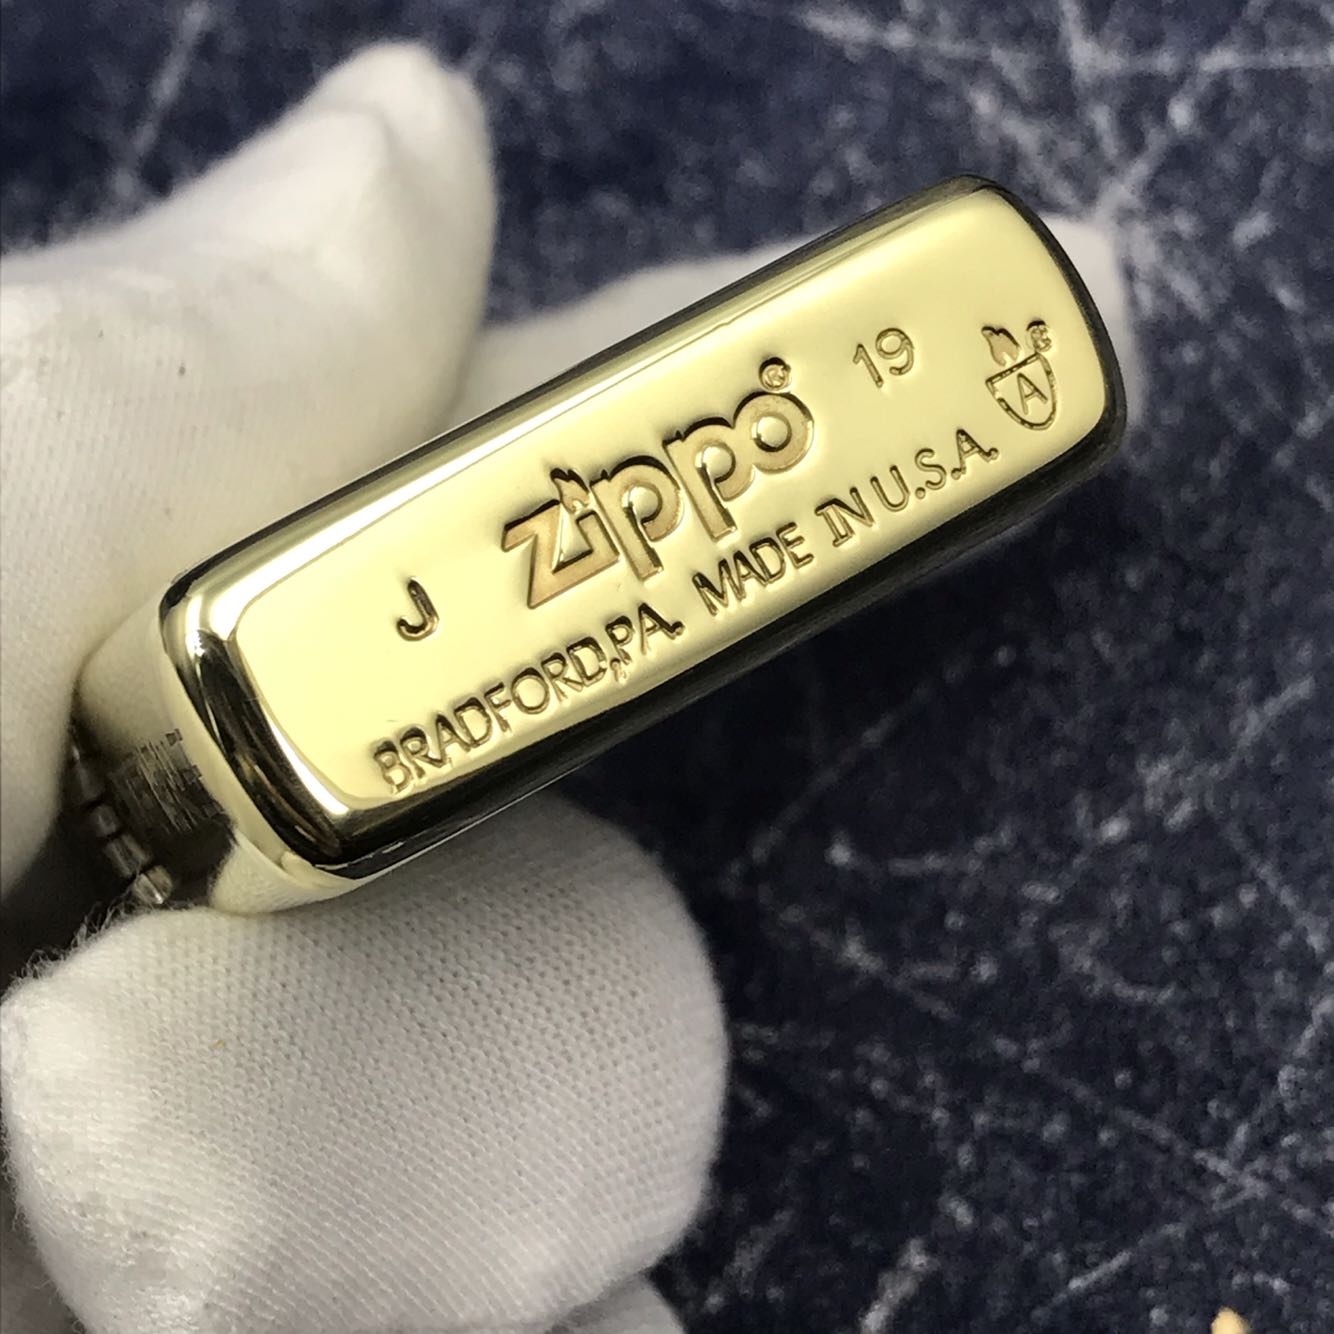 J zippo® 19 A®
BRADFORD,PA. MADE IN U.S.A.